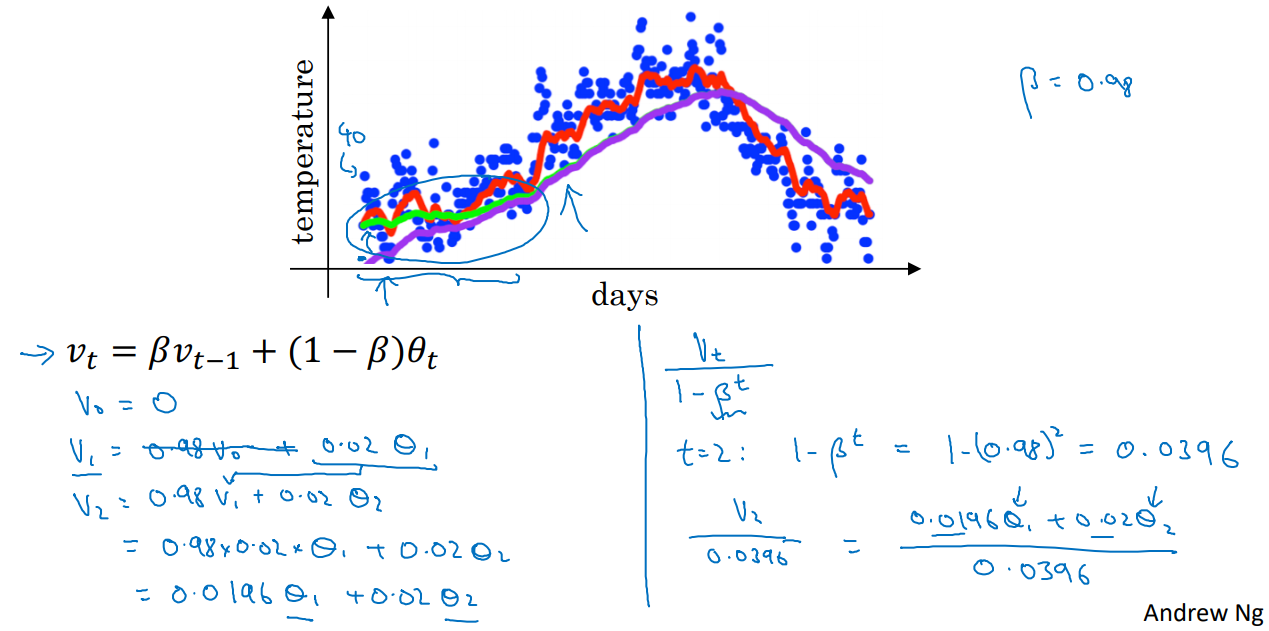 temperature
40
days
β = 0.98
→ v_t = βv_{t−1} + (1 − β)θ_t
V₀ = 0
V₁ = 0.98 V₀ + 0.02 θ₁
V₂ = 0.98 V₁ + 0.02 θ₂
= 0.98 × 0.02 × θ₁ + 0.02 θ₂
= 0.0196 θ₁ + 0.02 θ₂
V_t
1 − β^t
t=2: 1 − β^t = 1 − (0.98)² = 0.0396
V₂ / 0.0396 = (0.0196 θ₁ + 0.02 θ₂) / 0.0396
Andrew Ng